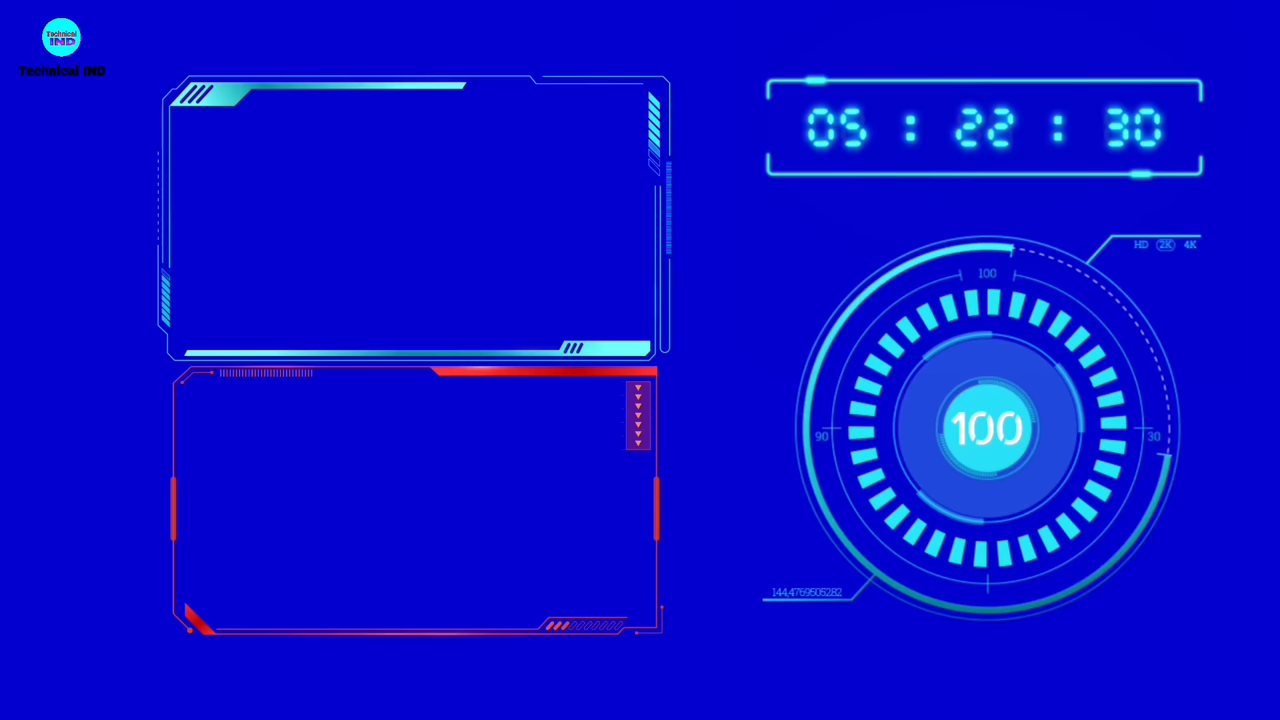 Technical
IND
Technical IND
05 : 22 : 30
HD 2K 4K
100
100
90
30
144,4769505282